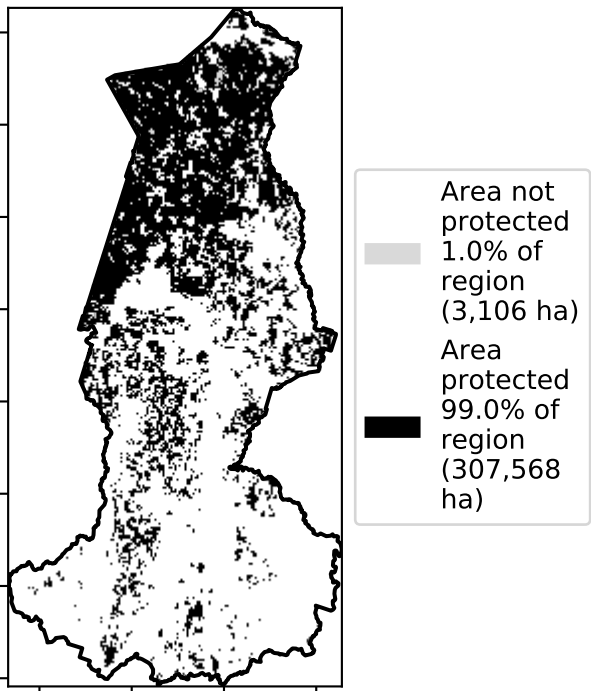 Area not
protected
1.0% of
region
(3,106 ha)
Area
protected
99.0% of
region
(307,568
ha)